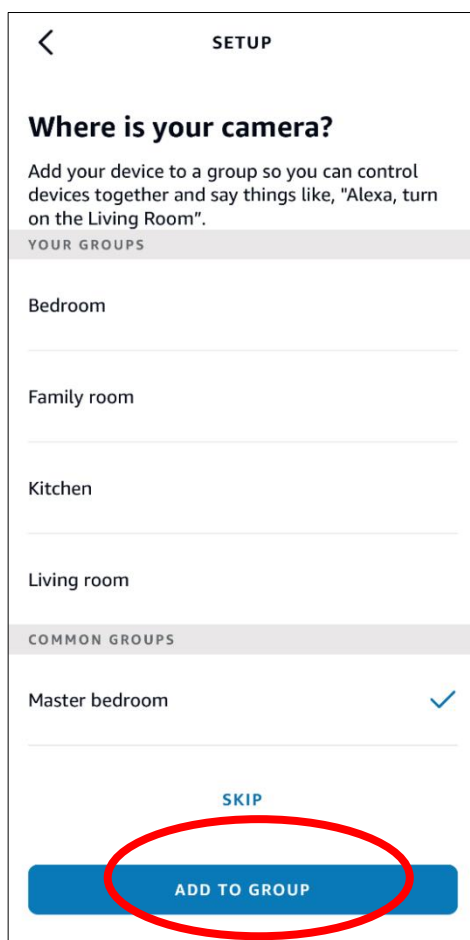 SETUP
Where is your camera?
Add your device to a group so you can control
devices together and say things like, "Alexa, turn
on the Living Room”.
YOUR GROUPS
Bedroom
Family room
Kitchen
Living room
COMMON GROUPS
Master bedroom
SKIP
ADD TO GROUP